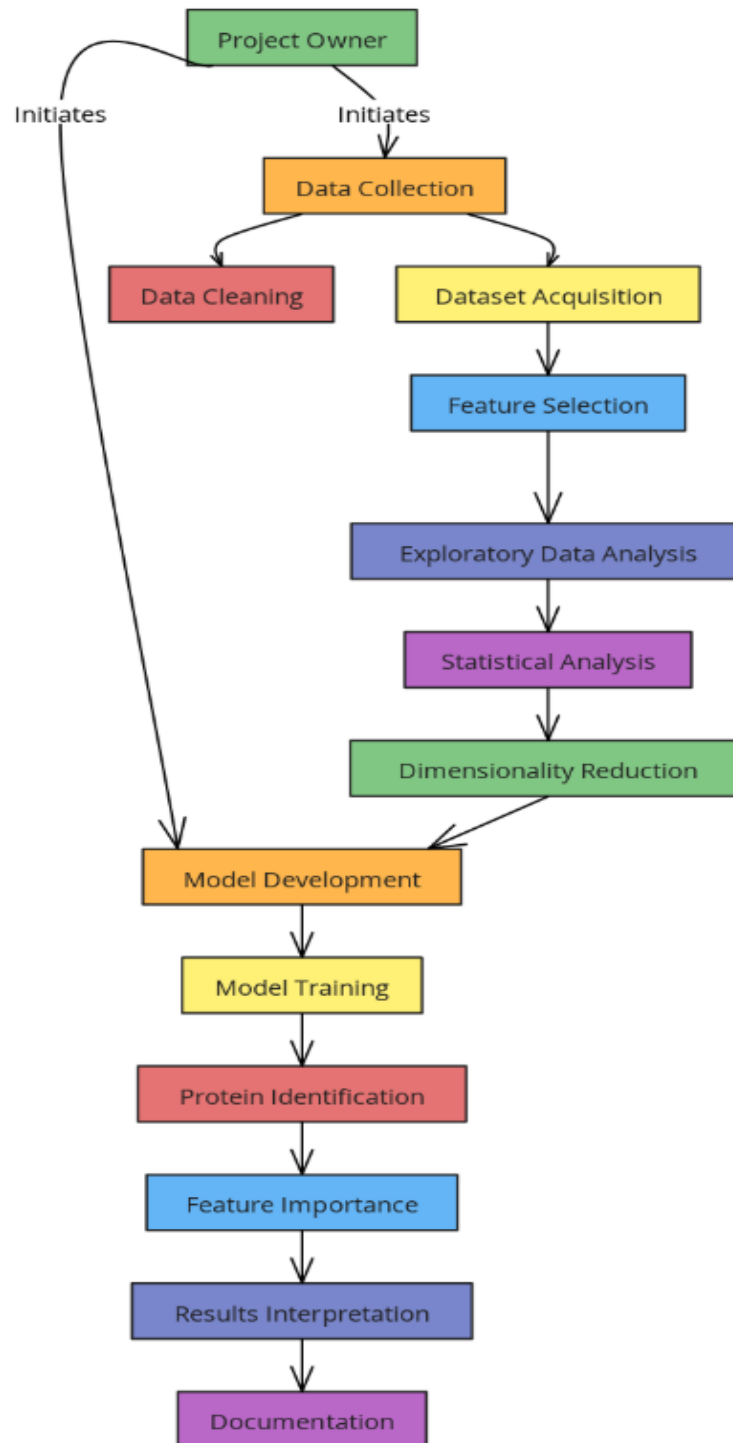 Project Owner
Initiates
Initiates
Data Collection
Data Cleaning
Dataset Acquisition
Feature Selection
Exploratory Data Analysis
Statistical Analysis
Dimensionality Reduction
Model Development
Model Training
Protein Identification
Feature Importance
Results Interpretation
Documentation